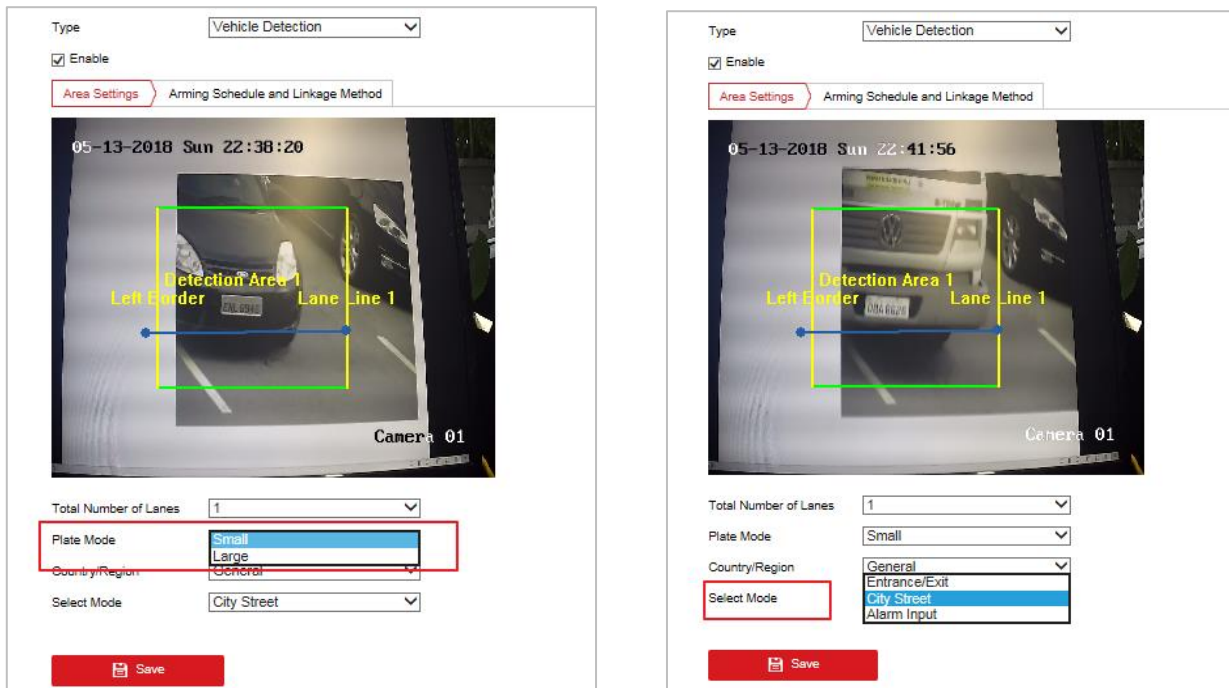 Type
Vehicle Detection
Enable
Area Settings
Arming Schedule and Linkage Method
05-13-2018 Sun 22:38:20
Detection Area 1
Left Border
Lane Line 1
Camera 01
Total Number of Lanes
1
Plate Mode
Small
Large
Country/Region
General
Select Mode
City Street
Save
Type
Vehicle Detection
Enable
Area Settings
Arming Schedule and Linkage Method
05-13-2018 Sun 22:41:56
Detection Area 1
Left Border
Lane Line 1
Camera 01
Total Number of Lanes
1
Plate Mode
Small
Country/Region
General
Entrance/Exit
Select Mode
City Street
Alarm Input
Save